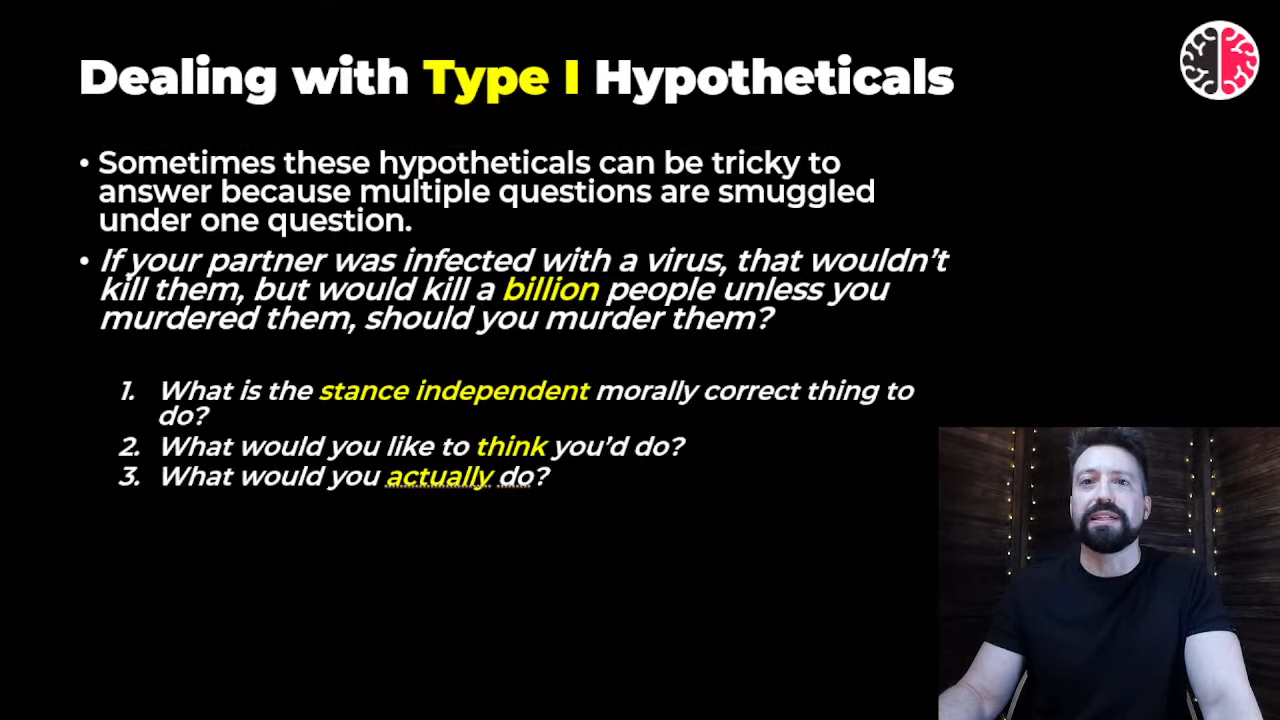 Dealing with Type I Hypotheticals
• Sometimes these hypotheticals can be tricky to
answer because multiple questions are smuggled
under one question.
• If your partner was infected with a virus, that wouldn’t
kill them, but would kill a billion people unless you
murdered them, should you murder them?
1. What is the stance independent morally correct thing to
do?
2. What would you like to think you’d do?
3. What would you actually do?